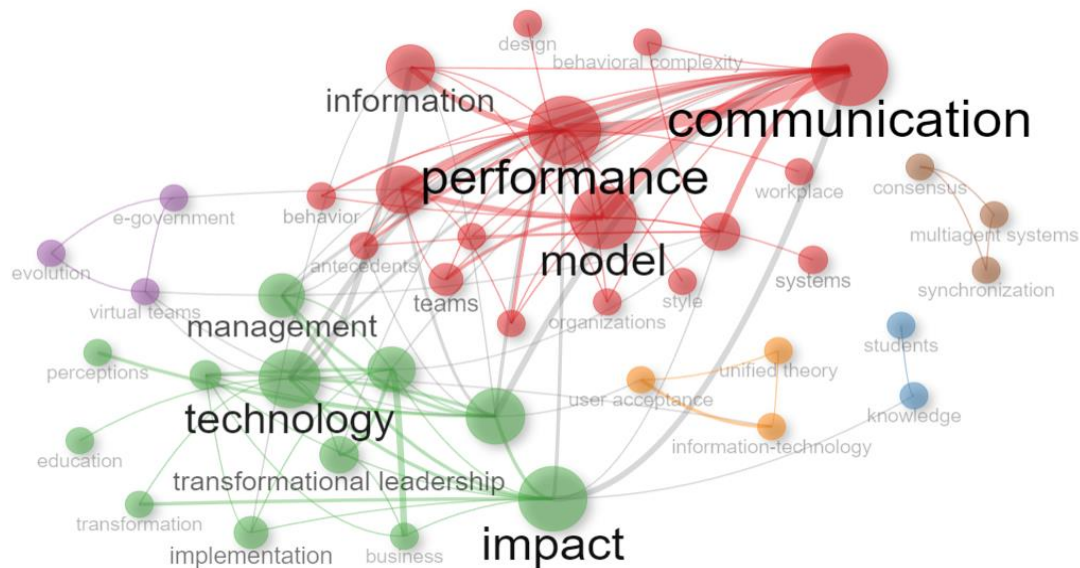 design
behavioral complexity
information
communication
performance
workplace
consensus
e-government
behavior
multiagent systems
evolution
antecedents
model
systems
synchronization
virtual teams
teams
style
organizations
management
students
perceptions
unified theory
user acceptance
knowledge
technology
information-technology
education
transformational leadership
transformation
implementation
business
impact